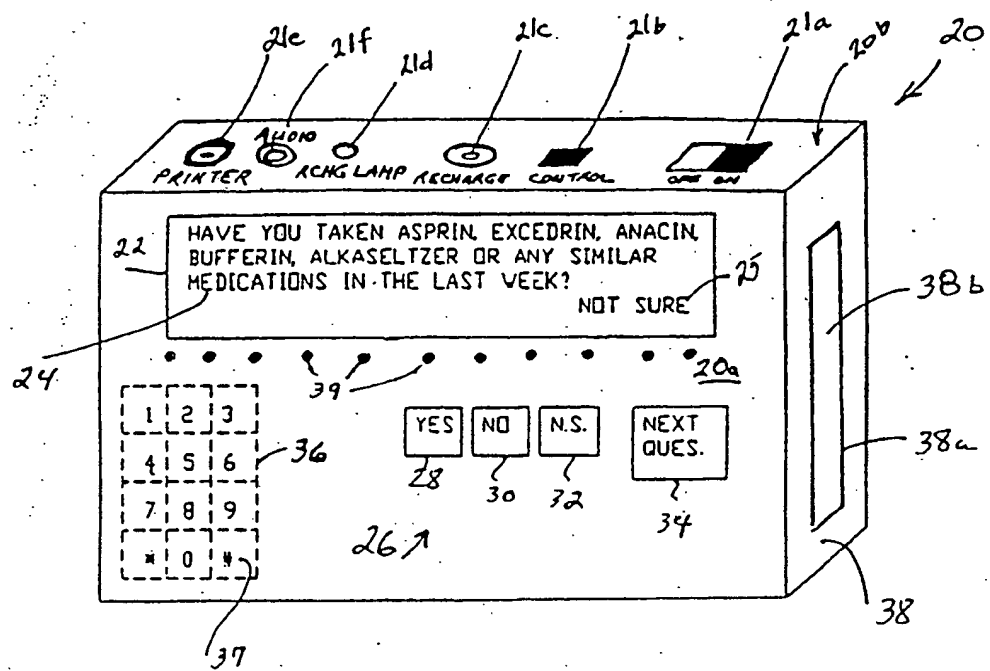 21e 21f 21d 21c 21b 21a 20b 20
AUDIO
PRINTER RCHG LAMP RECHARGE CONTROL OFF ON
22
HAVE YOU TAKEN ASPRIN, EXCEDRIN, ANACIN,
BUFFERIN, ALKASELTZER OR ANY SIMILAR
MEDICATIONS IN THE LAST WEEK?
NOT SURE
25
38b
24
39
20a
1 2 3
4 5 6
7 8 9
* 0 #
36
YES NO N.S. NEXT
QUES.
28 30 32 34
38a
26
38
37